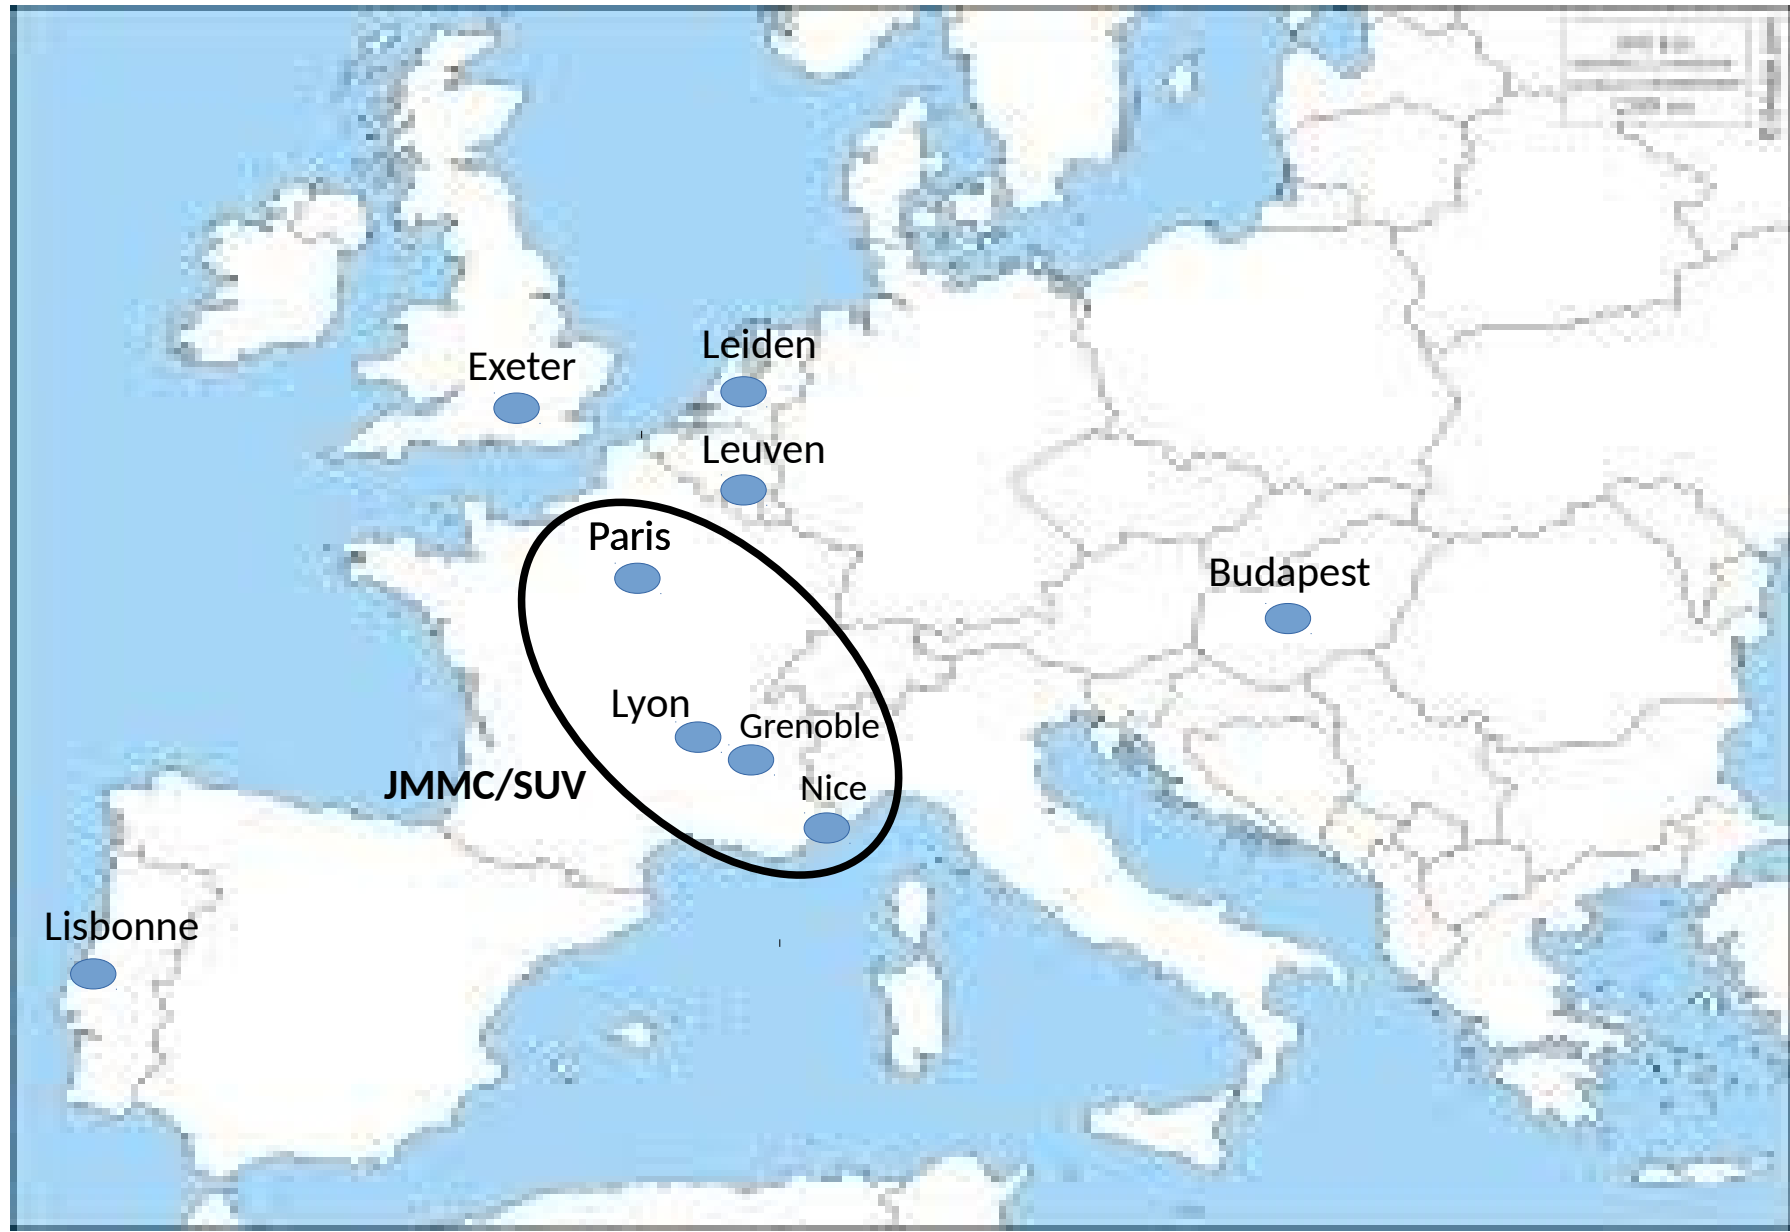 Leiden
Exeter
Leuven
Paris
Budapest
Lyon
Grenoble
JMMC/SUV
Nice
Lisbonne